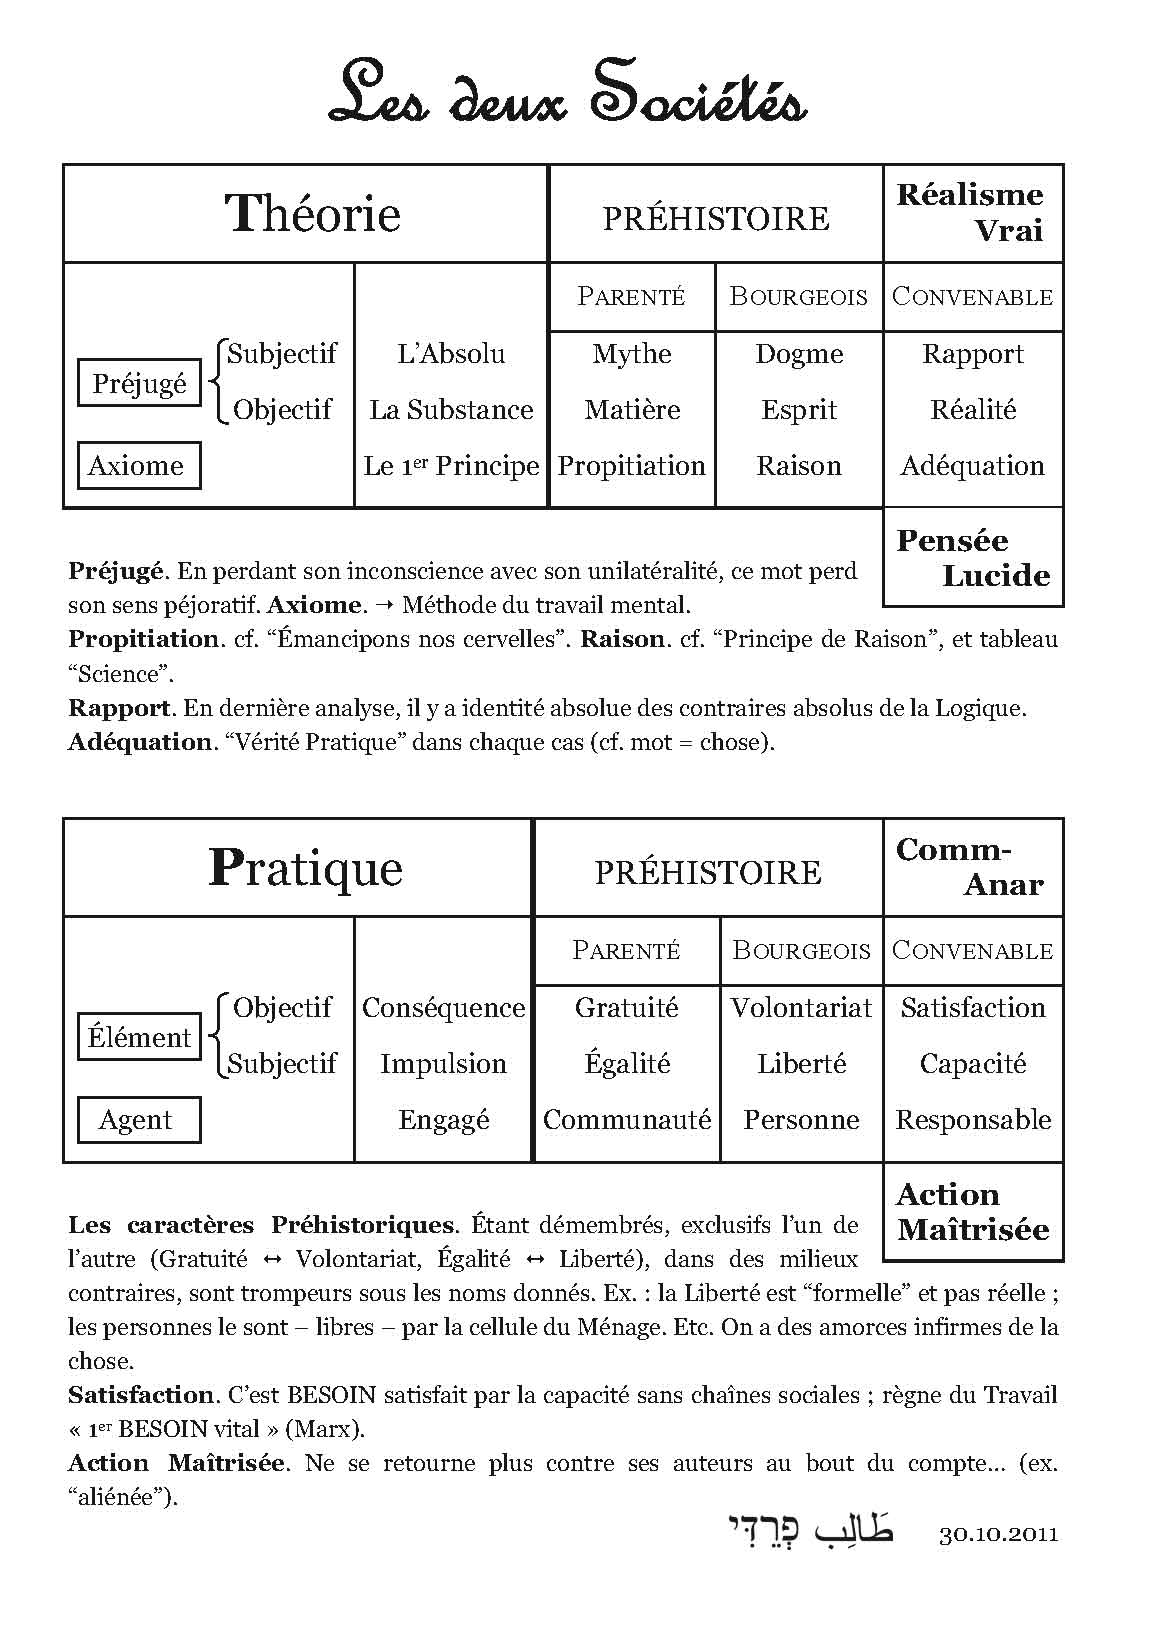 Les deux Sociétés
Théorie PRÉHISTOIRE Réalisme
Vrai
PARENTÉ BOURGEOIS CONVENABLE
Préjugé
Subjectif L’Absolu Mythe Dogme Rapport
Objectif La Substance Matière Esprit Réalité
Axiome Le 1er Principe Propitiation Raison Adéquation
Pensée
Lucide
Préjugé. En perdant son inconscience avec son unilatéralité, ce mot perd
son sens péjoratif. Axiome. → Méthode du travail mental.
Propitiation. cf. “Émancipons nos cervelles”. Raison. cf. “Principe de Raison”, et tableau
“Science”.
Rapport. En dernière analyse, il y a identité absolue des contraires absolus de la Logique.
Adéquation. “Vérité Pratique” dans chaque cas (cf. mot = chose).
Pratique PRÉHISTOIRE Comm-
Anar
PARENTÉ BOURGEOIS CONVENABLE
Élément
Objectif Conséquence Gratuité Volontariat Satisfaction
Subjectif Impulsion Égalité Liberté Capacité
Agent Engagé Communauté Personne Responsable
Action
Maîtrisée
Les caractères Préhistoriques. Étant démembrés, exclusifs l’un de
l’autre (Gratuité ↔ Volontariat, Égalité ↔ Liberté), dans des milieux
contraires, sont trompeurs sous les noms donnés. Ex. : la Liberté est “formelle” et pas réelle ;
les personnes le sont – libres – par la cellule du Ménage. Etc. On a des amorces infirmes de la
chose.
Satisfaction. C’est BESOIN satisfait par la capacité sans chaînes sociales ; règne du Travail
« 1er BESOIN vital » (Marx).
Action Maîtrisée. Ne se retourne plus contre ses auteurs au bout du compte… (ex.
“aliénée”).
طَالِب פְרֵדִּי 30.10.2011